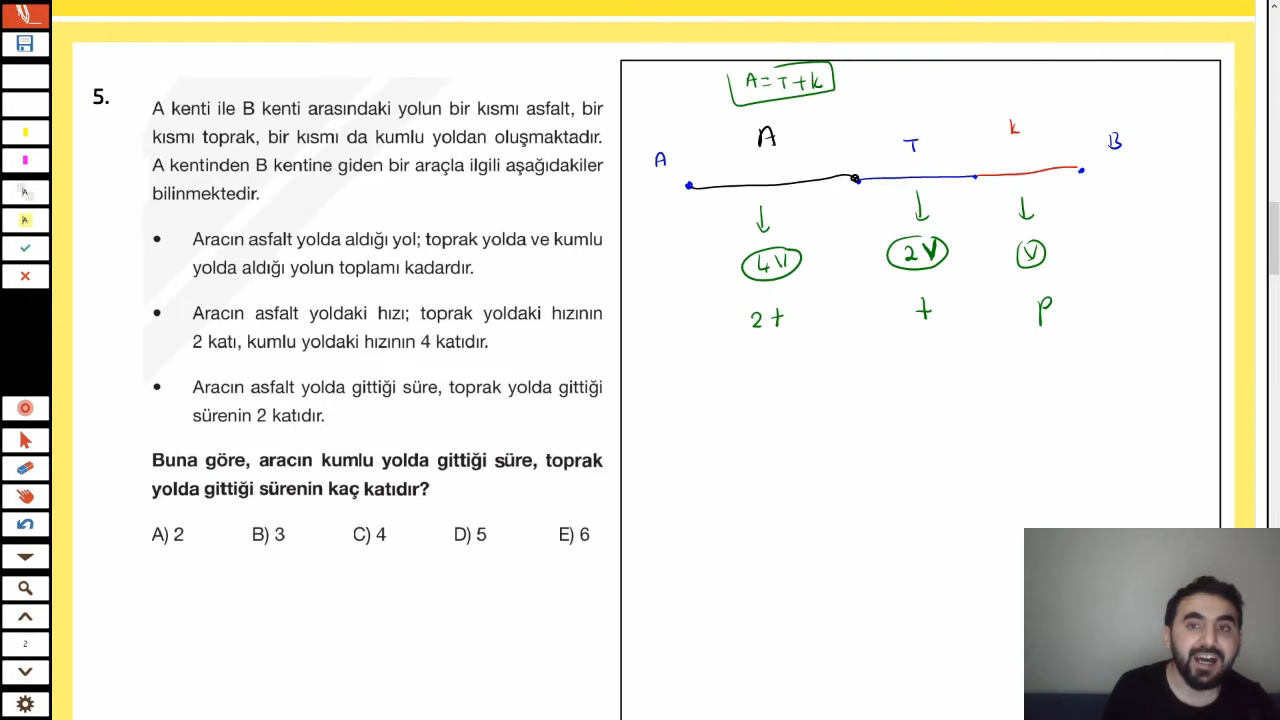 5.
A kenti ile B kenti arasındaki yolun bir kısmı asfalt, bir
kısmı toprak, bir kısmı da kumlu yoldan oluşmaktadır.
A kentinden B kentine giden bir araçla ilgili aşağıdakiler
bilinmektedir.
• Aracın asfalt yolda aldığı yol; toprak yolda ve kumlu
yolda aldığı yolun toplamı kadardır.
• Aracın asfalt yoldaki hızı; toprak yoldaki hızının
2 katı, kumlu yoldaki hızının 4 katıdır.
• Aracın asfalt yolda gittiği süre, toprak yolda gittiği
sürenin 2 katıdır.
Buna göre, aracın kumlu yolda gittiği süre, toprak
yolda gittiği sürenin kaç katıdır?
A) 2 B) 3 C) 4 D) 5 E) 6
A = T + k
A T k
A B
4V 2V V
2t t p
A
A
2